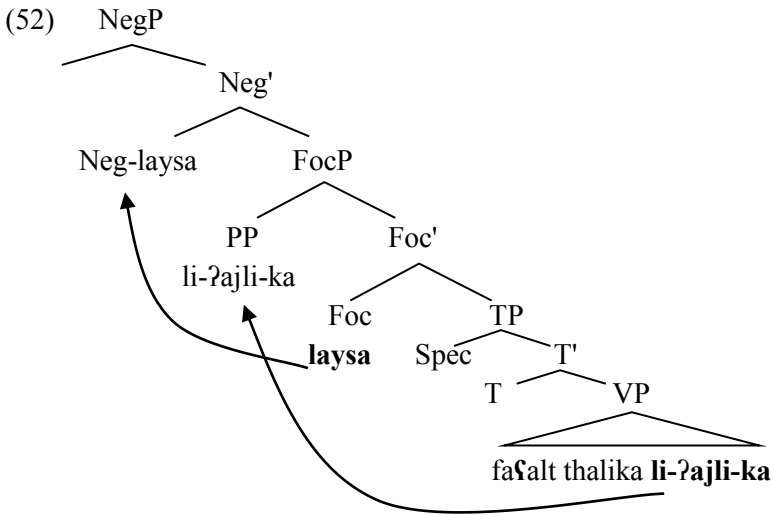 (52) NegP
Neg'
Neg-laysa FocP
PP Foc'
li-ʔajli-ka
Foc TP
laysa Spec T'
T VP
faʕalt thalika li-ʔajli-ka